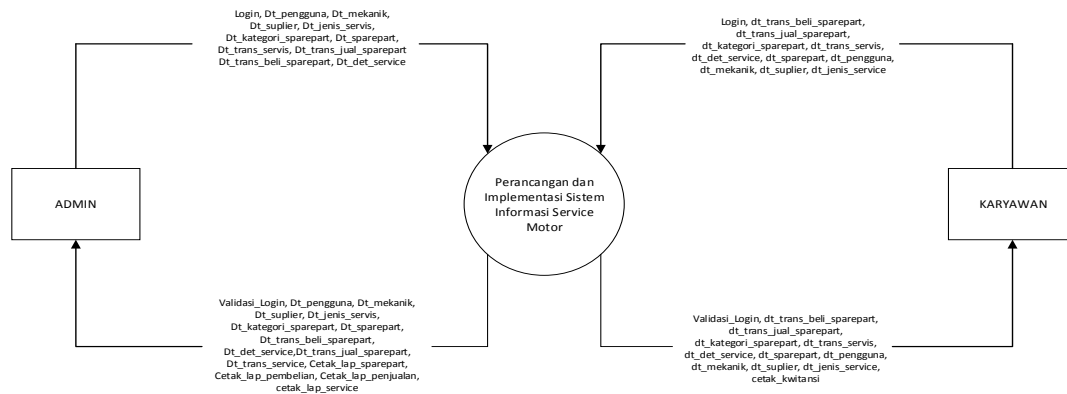 Login, Dt_pengguna, Dt_mekanik,
Dt_suplier, Dt_jenis_servis,
Dt_kategori_sparepart, Dt_sparepart,
Dt_trans_servis, Dt_trans_jual_sparepart
Dt_trans_beli_sparepart, Dt_det_service
Login, dt_trans_beli_sparepart,
dt_trans_jual_sparepart,
dt_kategori_sparepart, dt_trans_servis,
dt_det_service, dt_sparepart, dt_pengguna,
dt_mekanik, dt_suplier, dt_jenis_service
ADMIN
Perancangan dan
Implementasi Sistem
Informasi Service
Motor
KARYAWAN
Validasi_Login, Dt_pengguna, Dt_mekanik,
Dt_suplier, Dt_jenis_servis,
Dt_kategori_sparepart, Dt_sparepart,
Dt_trans_beli_sparepart,
Dt_det_service,Dt_trans_jual_sparepart,
Dt_trans_service, Cetak_lap_sparepart,
Cetak_lap_pembelian, Cetak_lap_penjualan,
cetak_lap_service
Validasi_Login, dt_trans_beli_sparepart,
dt_trans_jual_sparepart,
dt_kategori_sparepart, dt_trans_servis,
dt_det_service, dt_sparepart, dt_pengguna,
dt_mekanik, dt_suplier, dt_jenis_service,
cetak_kwitansi